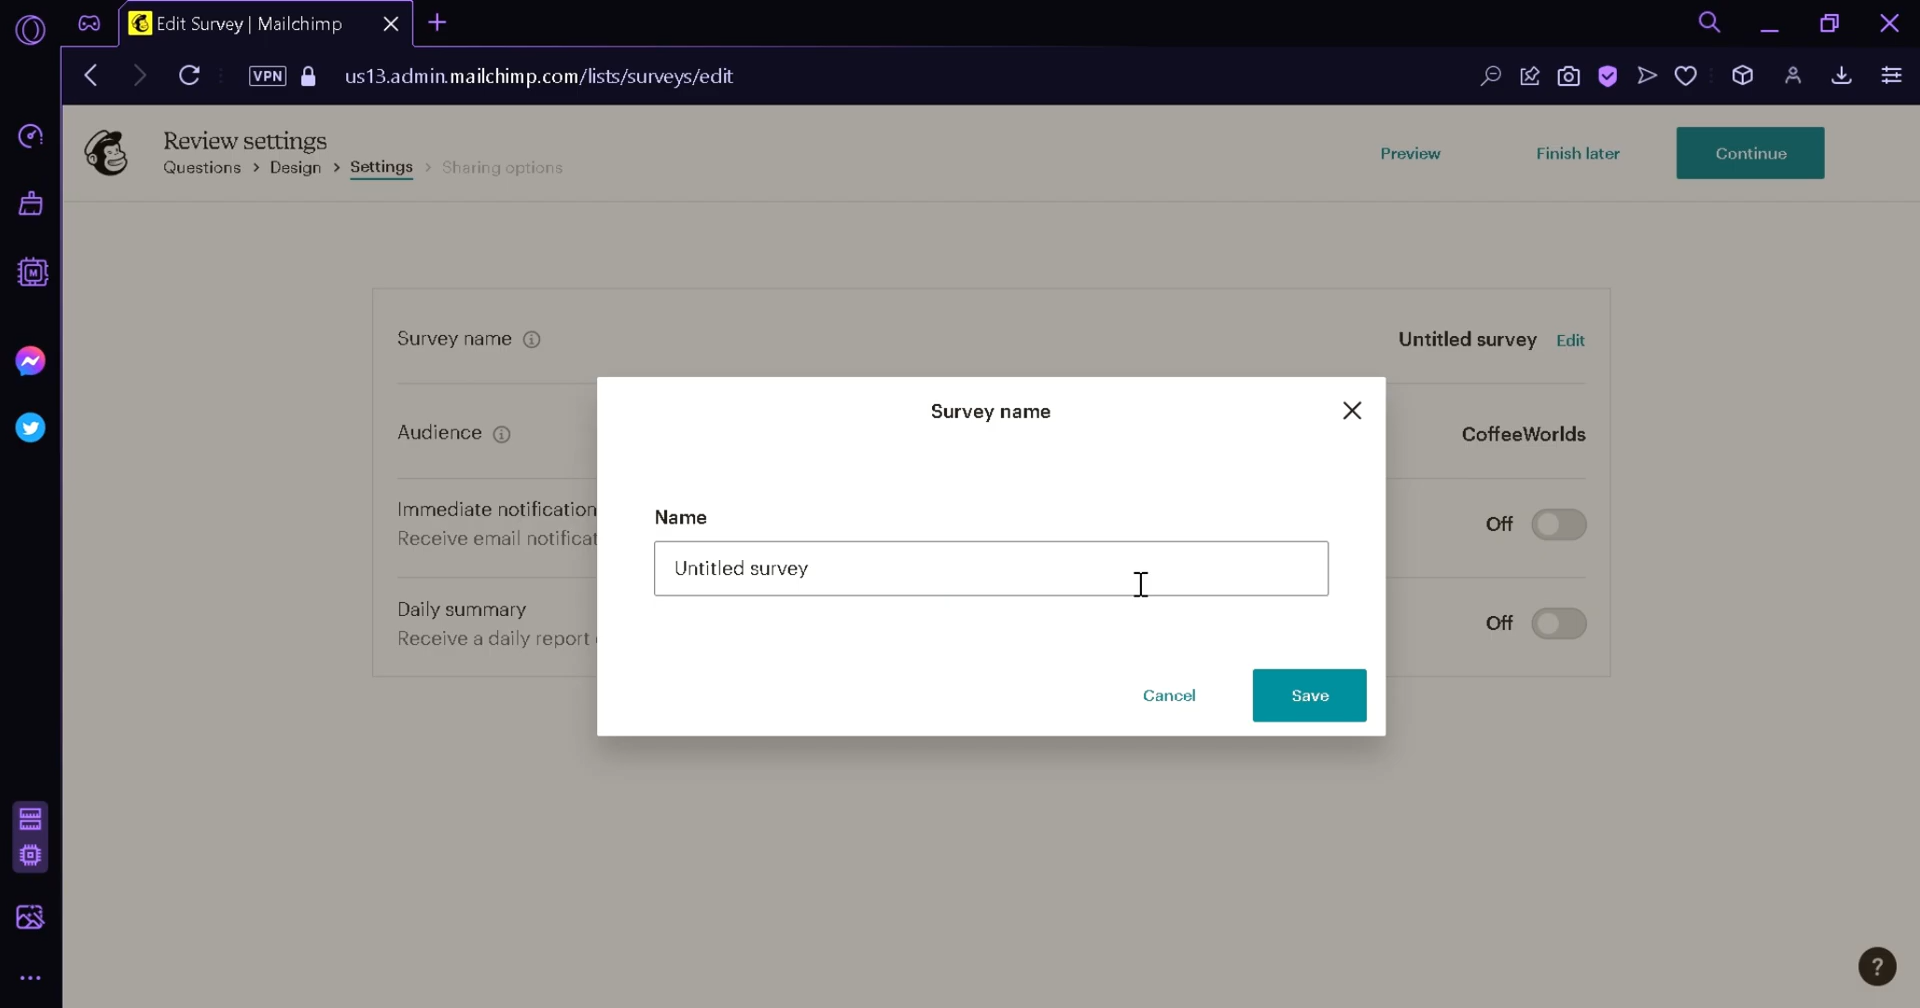 Edit Survey | Mailchimp
VPN us13.admin.mailchimp.com/lists/surveys/edit
Review settings
Questions > Design > Settings > Sharing options
Preview
Finish later
Continue
Survey name
Untitled survey Edit
Audience
CoffeeWorlds
Immediate notification
Receive email notificat
Off
Daily summary
Receive a daily report
Off
Survey name
Name
Untitled survey
Cancel
Save
M
?